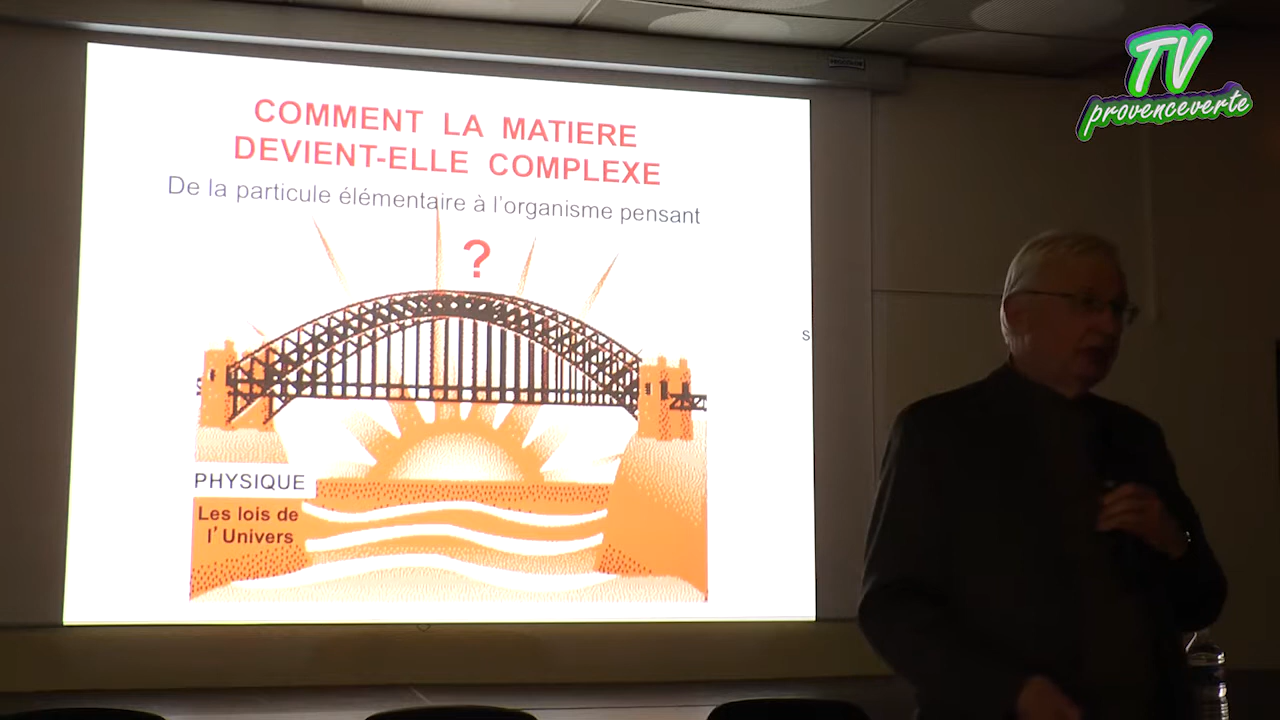 COMMENT LA MATIERE
DEVIENT-ELLE COMPLEXE
De la particule élémentaire à l'organisme pensant
?
s
PHYSIQUE
Les lois de
l'Univers
TV
provenceverte